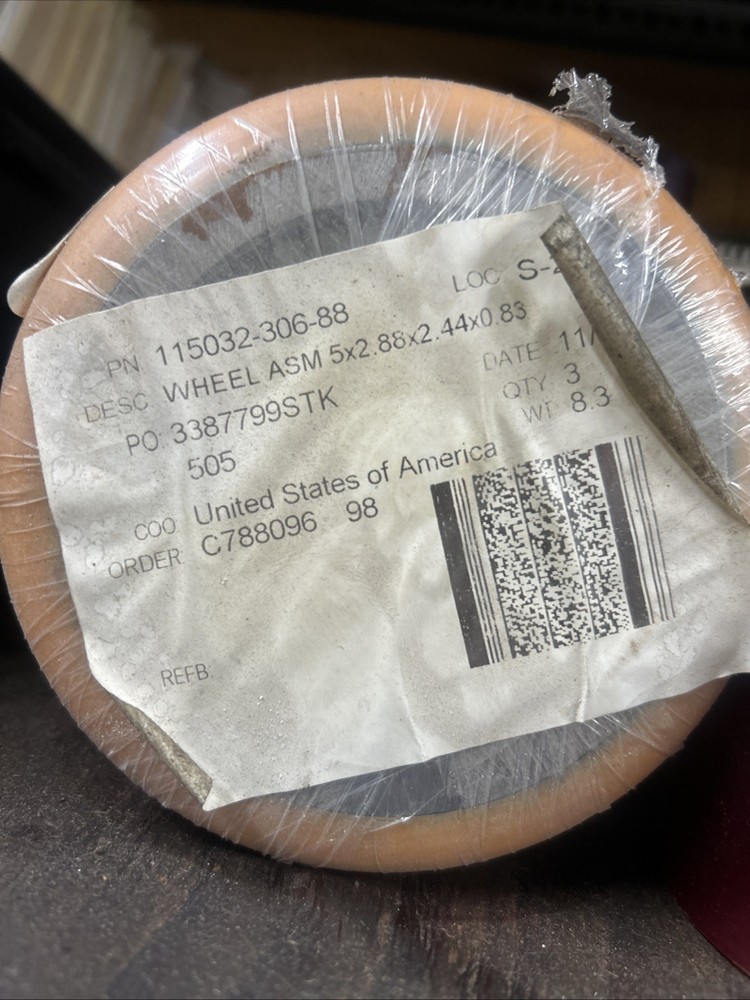 PN 115032-306-88 LOC S-
DESC WHEEL ASM 5x2.88x2.44x0.83
PO 3387799STK DATE 11/
505 QTY 3
WT 8.3
COO United States of America
ORDER C788096 98
REFB